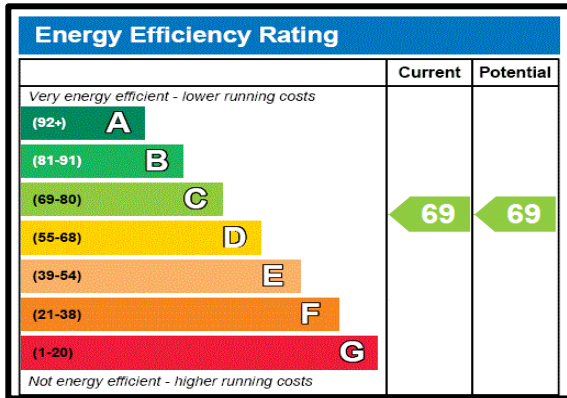 Energy Efficiency Rating
Current Potential
Very energy efficient - lower running costs
(92+) A
(81-91) B
(69-80) C
69 69
(55-68) D
(39-54) E
(21-38) F
(1-20) G
Not energy efficient - higher running costs